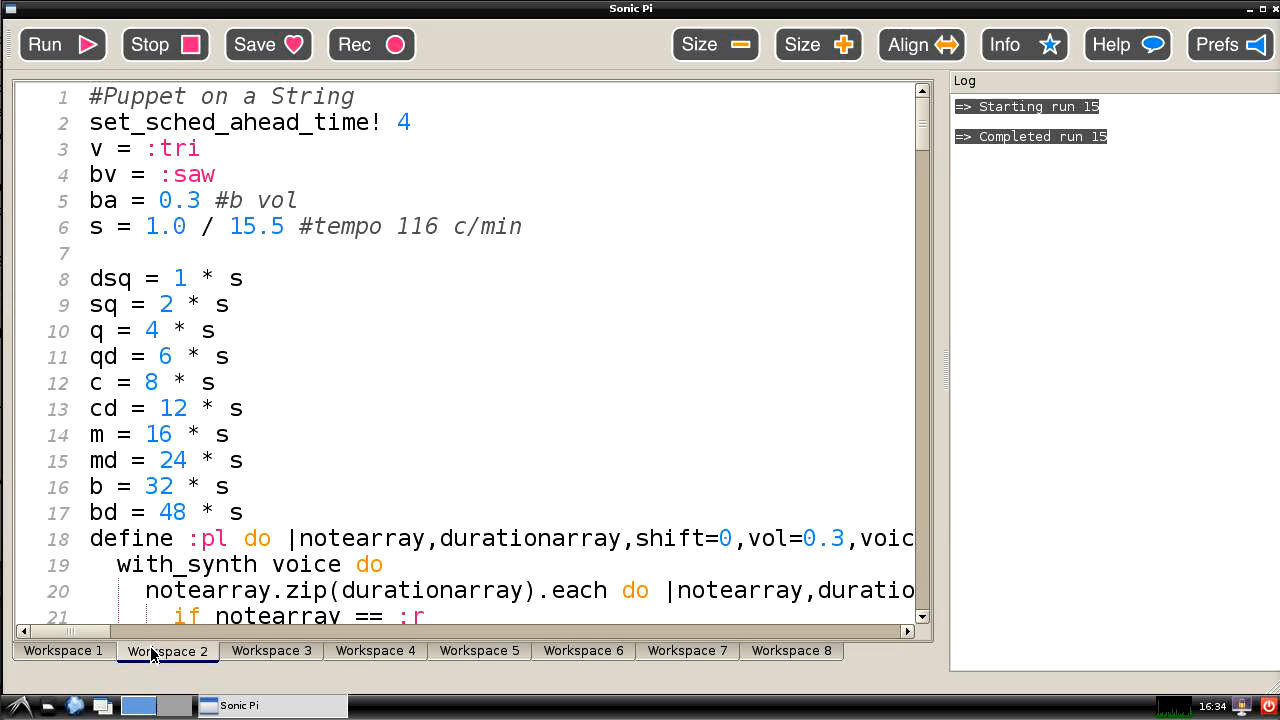 Sonic Pi
Run Stop Save Rec Size Size Align Info Help Prefs
1 #Puppet on a String
2 set_sched_ahead_time! 4
3 v = :tri
4 bv = :saw
5 ba = 0.3 #b vol
6 s = 1.0 / 15.5 #tempo 116 c/min
7
8 dsq = 1 * s
9 sq = 2 * s
10 q = 4 * s
11 qd = 6 * s
12 c = 8 * s
13 cd = 12 * s
14 m = 16 * s
15 md = 24 * s
16 b = 32 * s
17 bd = 48 * s
18 define :pl do |notearray,durationarray,shift=0,vol=0.3,voic
19 with_synth voice do
20 notearray.zip(durationarray).each do |notearray,duratio
21 if notearray == :r
Log
=> Starting run 15
=> Completed run 15
Workspace 1 Workspace 2 Workspace 3 Workspace 4 Workspace 5 Workspace 6 Workspace 7 Workspace 8
Sonic Pi 16:34